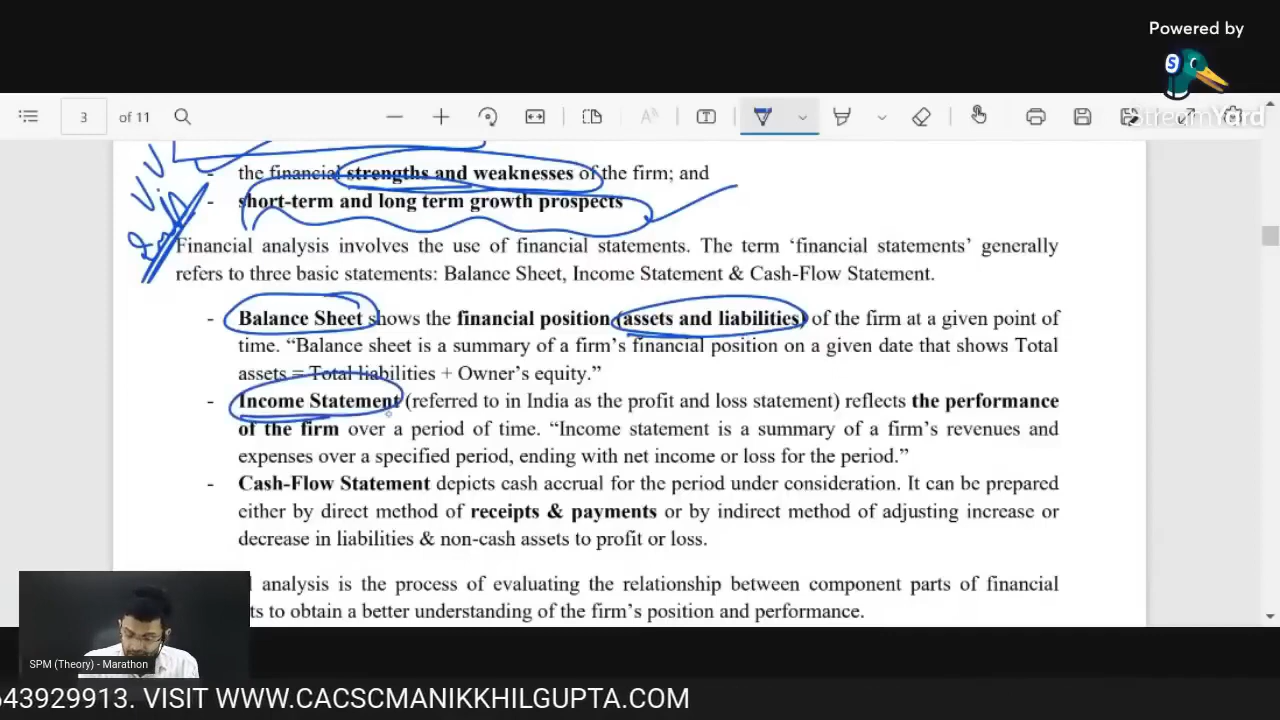 Powered by
S
StreamYard
3 of 11
- the financial strengths and weaknesses of the firm; and
- short-term and long term growth prospects
Financial analysis involves the use of financial statements. The term ‘financial statements’ generally
refers to three basic statements: Balance Sheet, Income Statement & Cash-Flow Statement.
- Balance Sheet shows the financial position (assets and liabilities) of the firm at a given point of
time. “Balance sheet is a summary of a firm’s financial position on a given date that shows Total
assets = Total liabilities + Owner’s equity.”
- Income Statement (referred to in India as the profit and loss statement) reflects the performance
of the firm over a period of time. “Income statement is a summary of a firm’s revenues and
expenses over a specified period, ending with net income or loss for the period.”
- Cash-Flow Statement depicts cash accrual for the period under consideration. It can be prepared
either by direct method of receipts & payments or by indirect method of adjusting increase or
decrease in liabilities & non-cash assets to profit or loss.
analysis is the process of evaluating the relationship between component parts of financial
ts to obtain a better understanding of the firm’s position and performance.
SPM (Theory) - Marathon
643929913. VISIT WWW.CACSCMANIKKHILGUPTA.COM